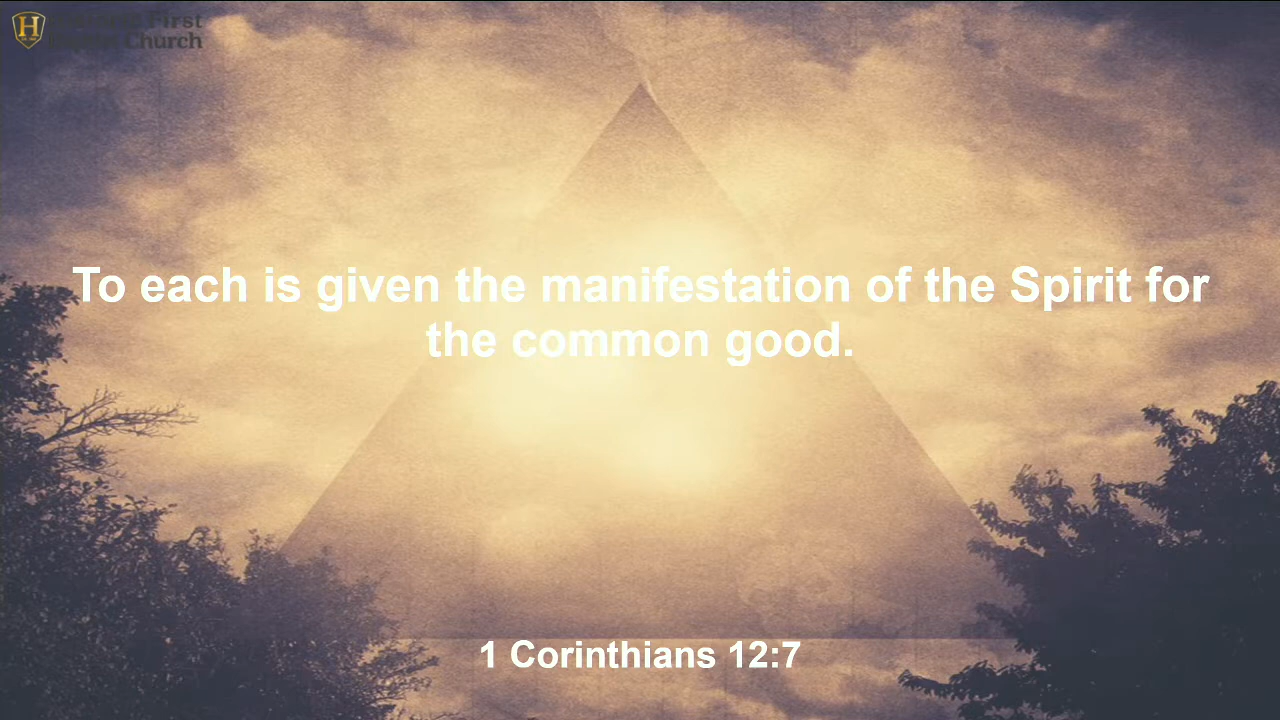 H
First
Church
To each is given the manifestation of the Spirit for
the common good.
1 Corinthians 12:7